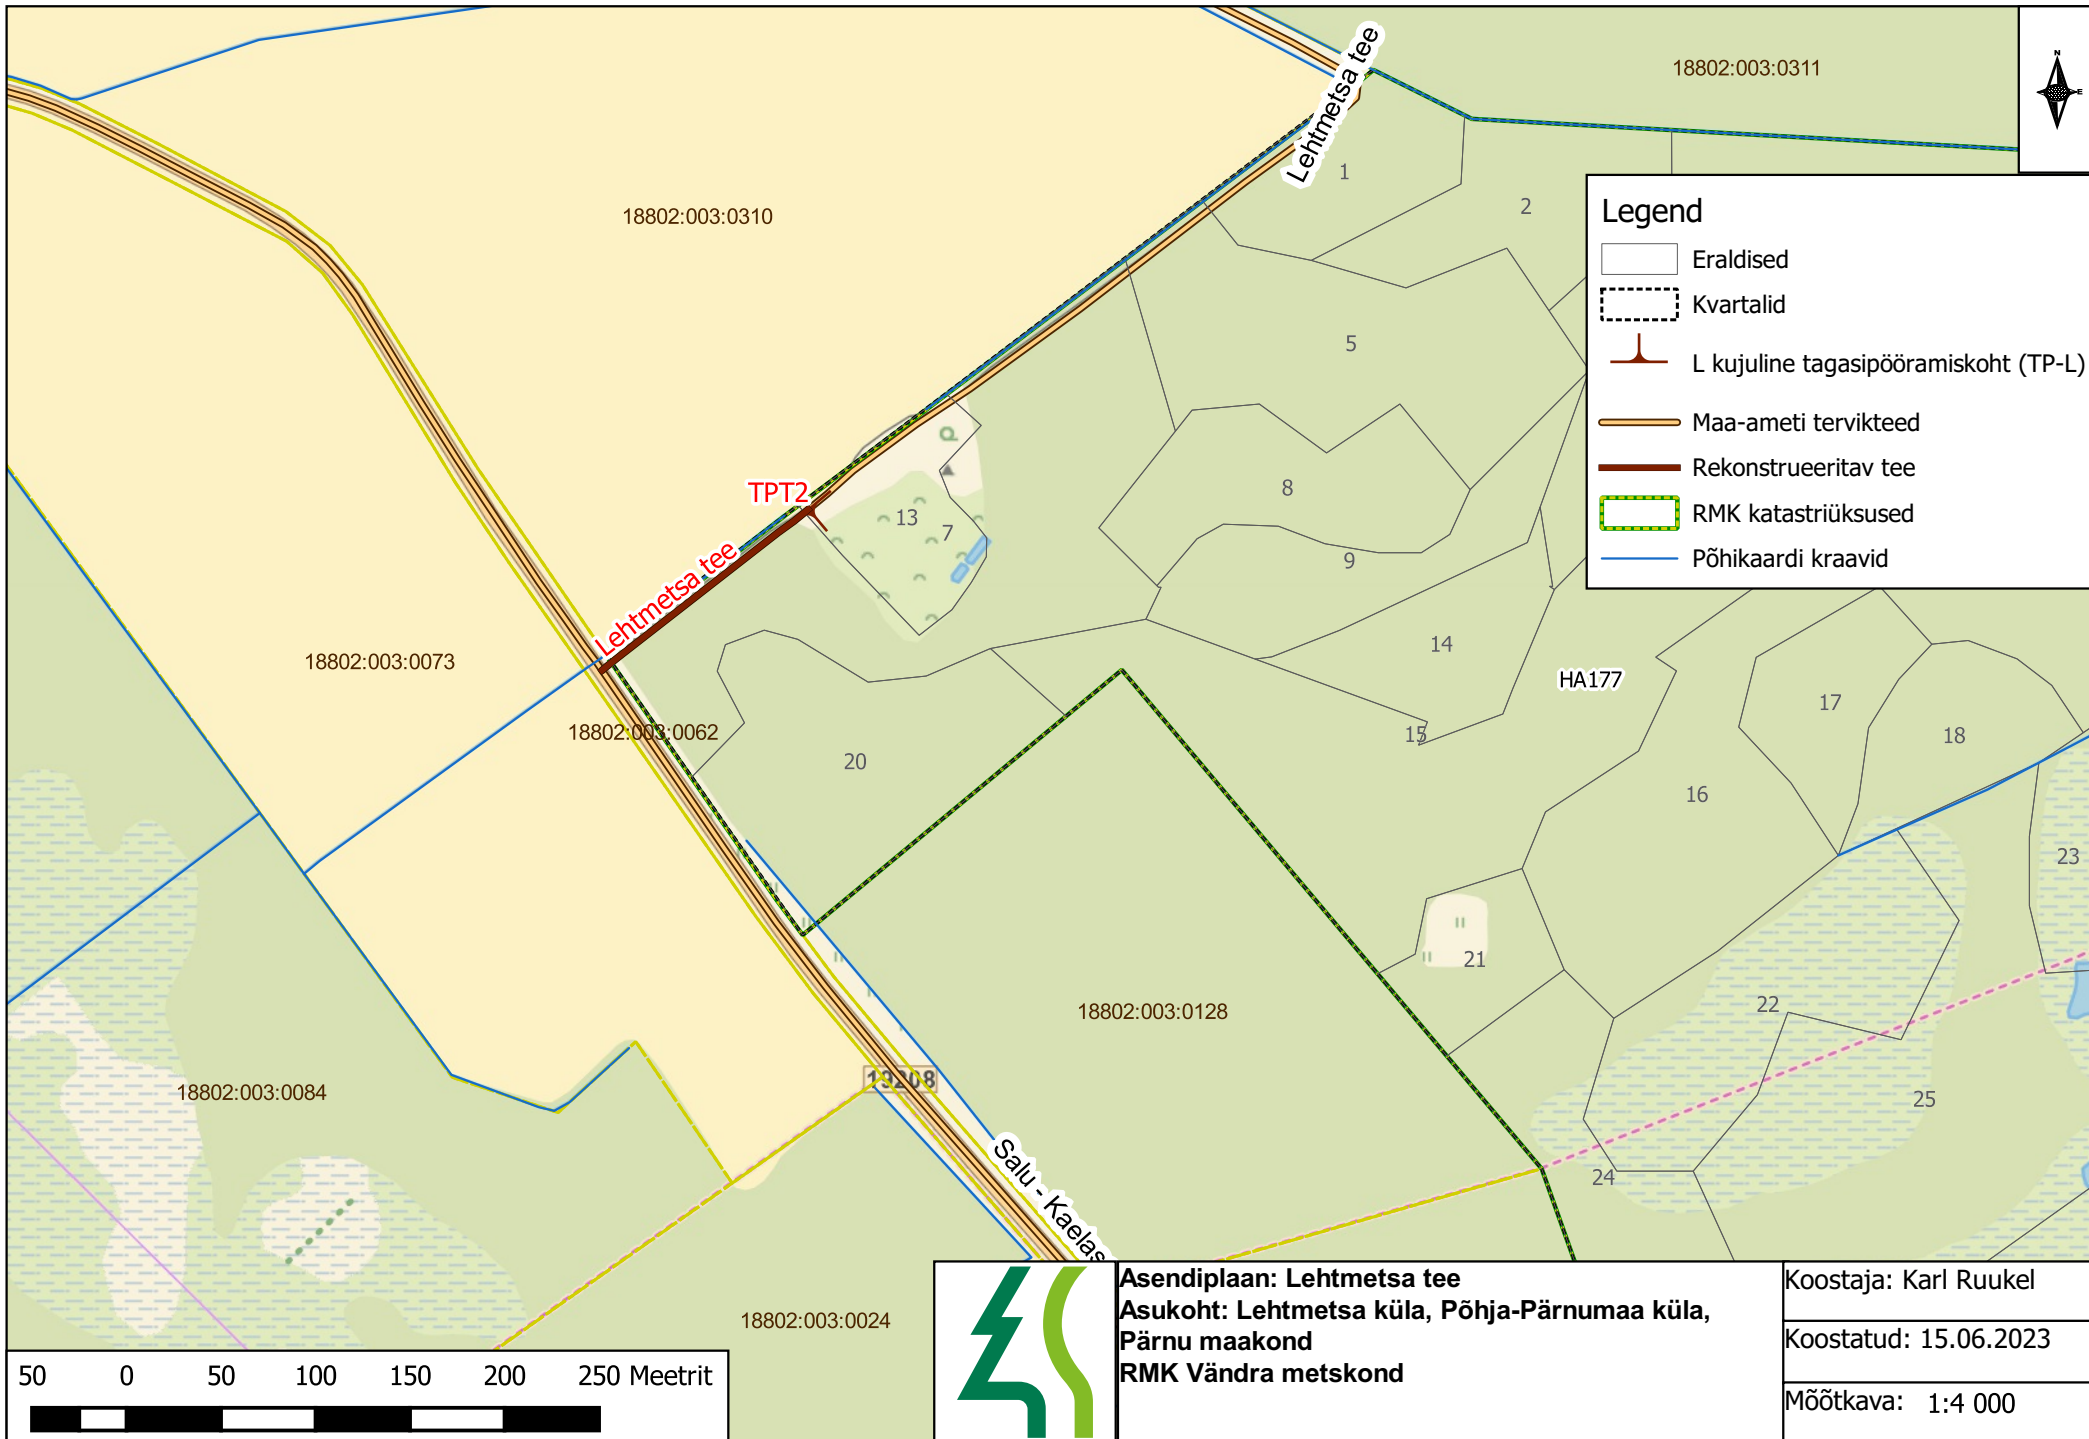 Lehtmetsa tee
18802:003:0311
N
E
1
2
18802:003:0310
Legend
Eraldised
Kvartalid
L kujuline tagasipööramiskoht (TP-L)
Maa-ameti tervikteed
Rekonstrueeritav tee
RMK katastriüksused
Põhikaardi kraavid
5
8
TPT2
13
7
9
Lehtmetsa tee
14
18802:003:0073
HA177
17
18802:003:0062
15
18
20
16
23
21
22
18802:003:0128
19208
18802:003:0084
25
Salu - Kaelas
24
18802:003:0024
Asendiplaan: Lehtmetsa tee
Asukoht: Lehtmetsa küla, Põhja-Pärnumaa küla,
Pärnu maakond
RMK Vändra metskond
Koostaja: Karl Ruukel
Koostatud: 15.06.2023
Mõõtkava: 1:4 000
50 0 50 100 150 200 250 Meetrit